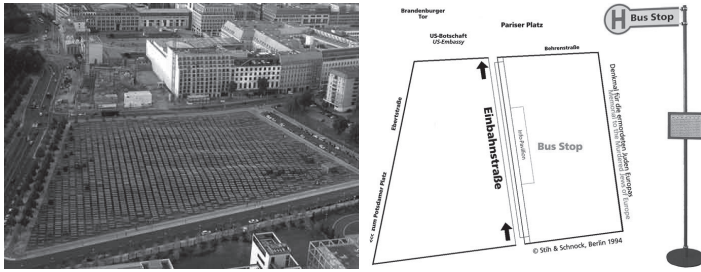 Brandenburger
Tor
Pariser Platz
US-Botschaft
US-Embassy
Behrenstraße
H Bus Stop
Ebertstraße
<<< zum Potsdamer Platz
Einbahnstraße
Info-Pavillon
Bus Stop
Denkmal für die ermordeten Juden Europas
Memorial to the Murdered Jews of Europe
© Stih & Schnock, Berlin 1994